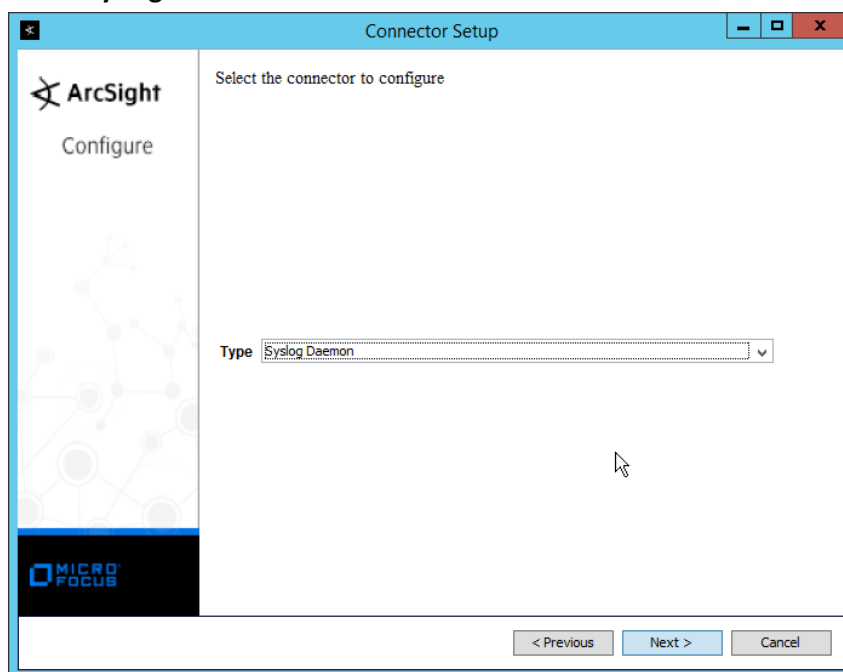 Connector Setup
ArcSight
Configure
Select the connector to configure
Type Syslog Daemon
MICRO
FOCUS
< Previous Next > Cancel